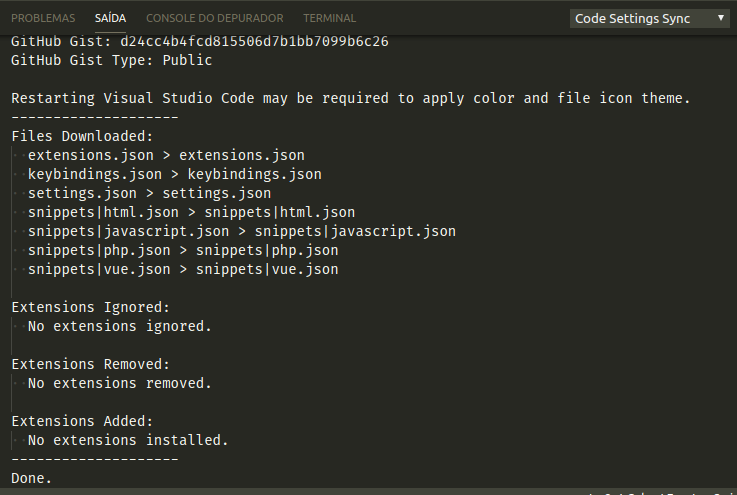 PROBLEMAS SAÍDA CONSOLE DO DEPURADOR TERMINAL Code Settings Sync
GitHub Gist: d24cc4b4fcd815506d7b1bb7099b6c26
GitHub Gist Type: Public
Restarting Visual Studio Code may be required to apply color and file icon theme.
--------------------
Files Downloaded:
extensions.json > extensions.json
keybindings.json > keybindings.json
settings.json > settings.json
snippets|html.json > snippets|html.json
snippets|javascript.json > snippets|javascript.json
snippets|php.json > snippets|php.json
snippets|vue.json > snippets|vue.json
Extensions Ignored:
No extensions ignored.
Extensions Removed:
No extensions removed.
Extensions Added:
No extensions installed.
--------------------
Done.